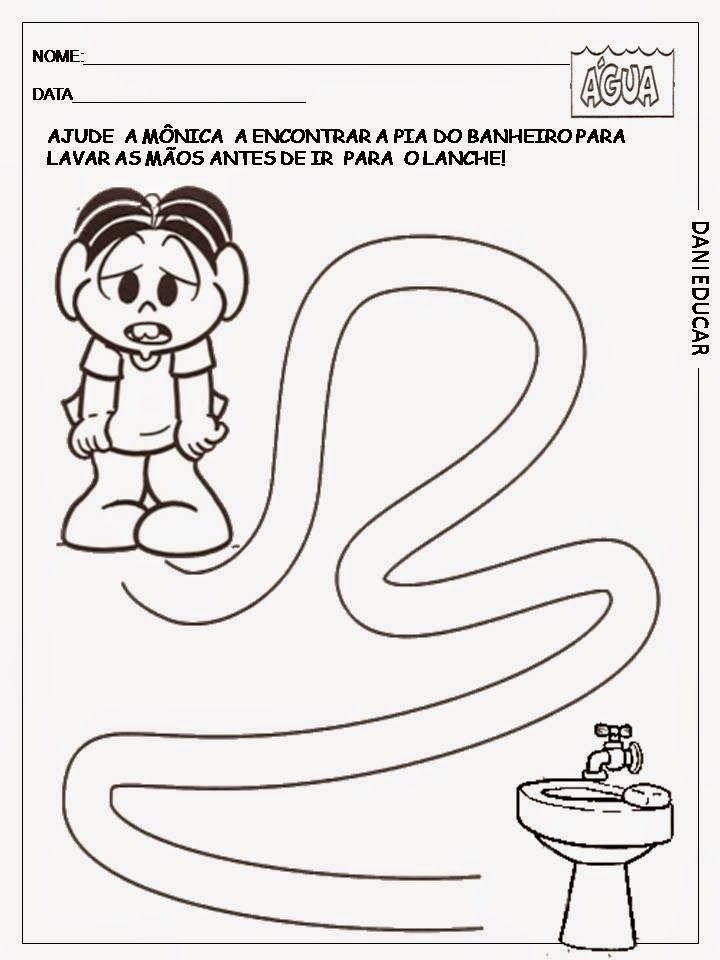 NOME:
ÁGUA
DATA
AJUDE A MÔNICA A ENCONTRAR A PIA DO BANHEIRO PARA
LAVAR AS MÃOS ANTES DE IR PARA O LANCHE!
DANI EDUCAR